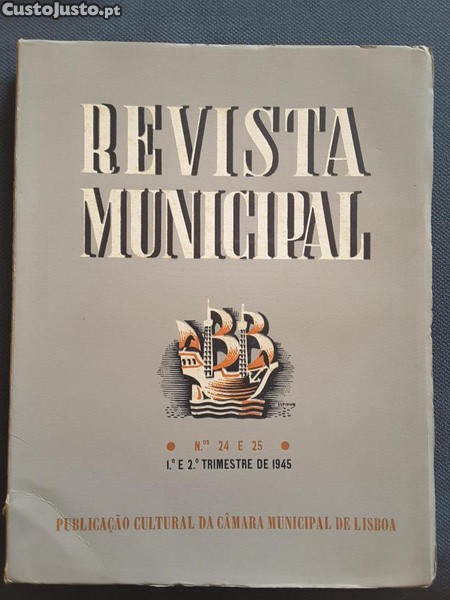 CustoJusto.pt
REVISTA
MUNICIPAL
N.OS 24 E 25
1.º E 2.º TRIMESTRE DE 1945
PUBLICAÇÃO CULTURAL DA CÂMARA MUNICIPAL DE LISBOA